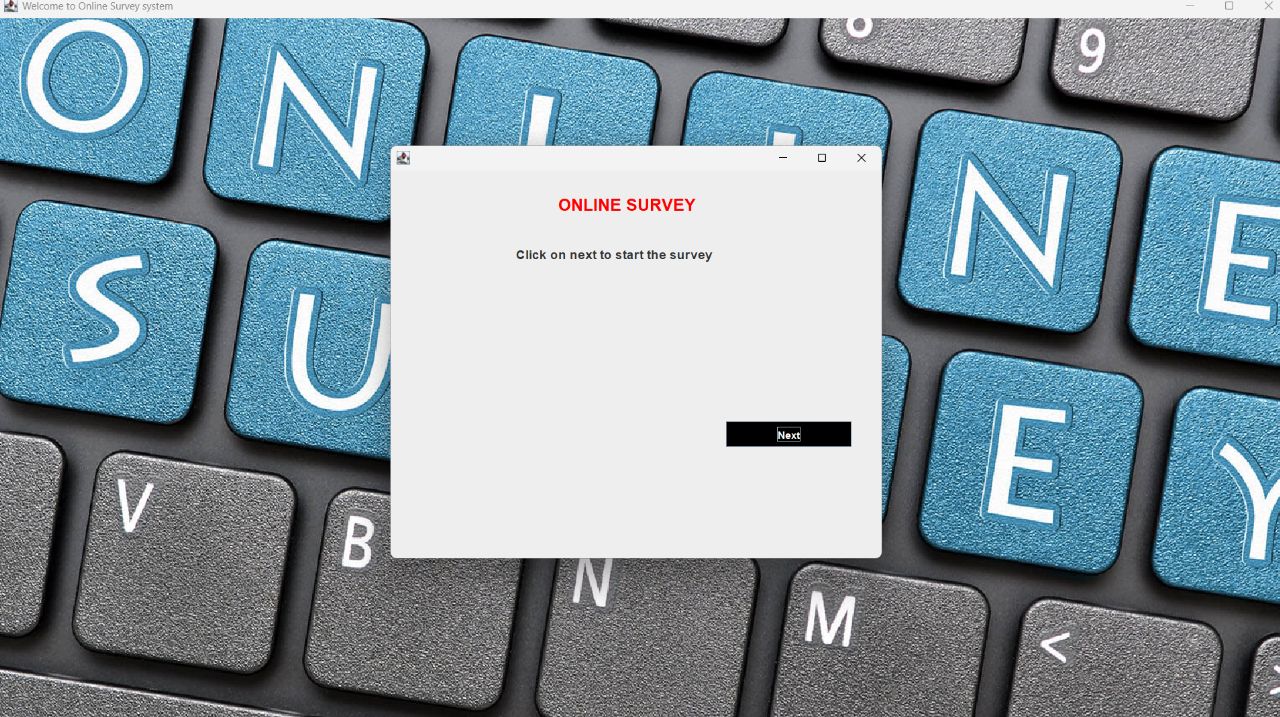 Welcome to Online Survey system
8
9
O N L I N E
ONLINE SURVEY
Click on next to start the survey
S U E Y
Next
V B N M <